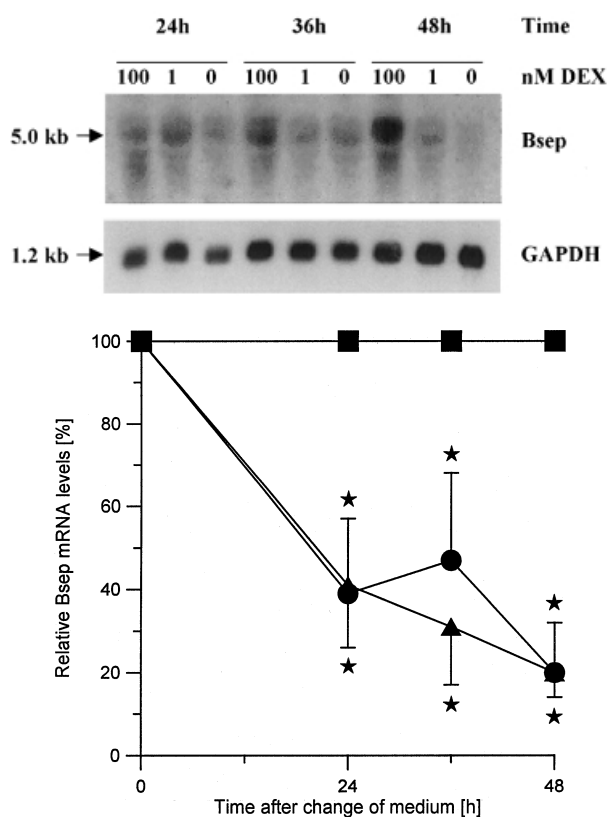 24h 36h 48h Time
100 1 0 100 1 0 100 1 0 nM DEX
5.0 kb Bsep
1.2 kb GAPDH
100
80
60
40
20
0
Relative Bsep mRNA levels [%]
0 24 48
Time after change of medium [h]